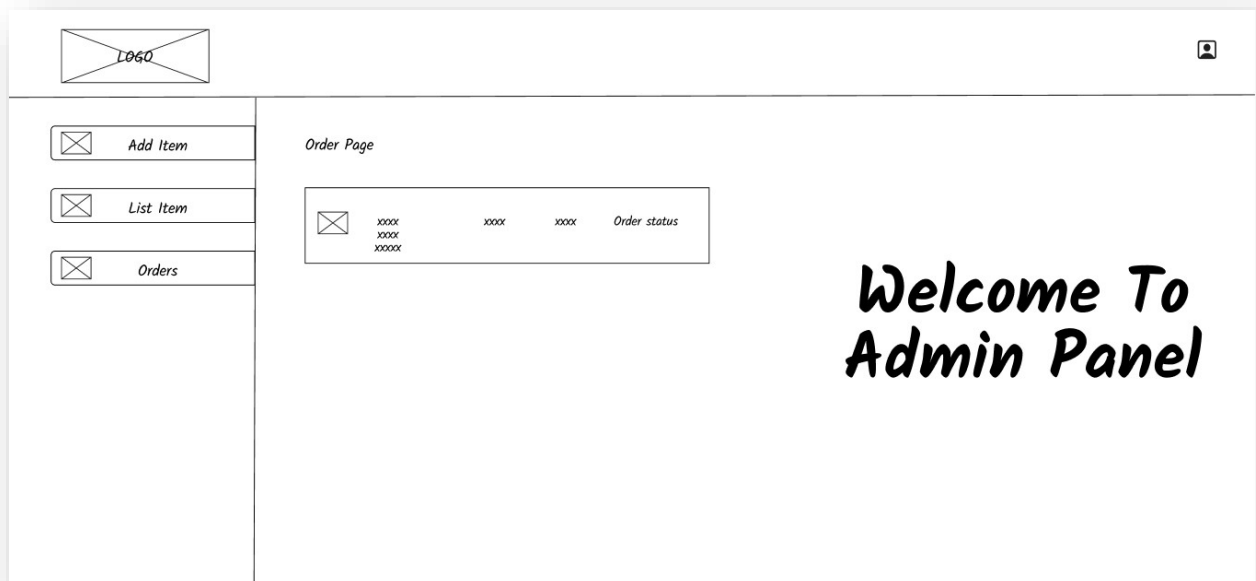 LOGO
Add Item
List Item
Orders
Order Page
xxxx xxxx xxxx Order status
xxxx
xxxxx
Welcome To
Admin Panel